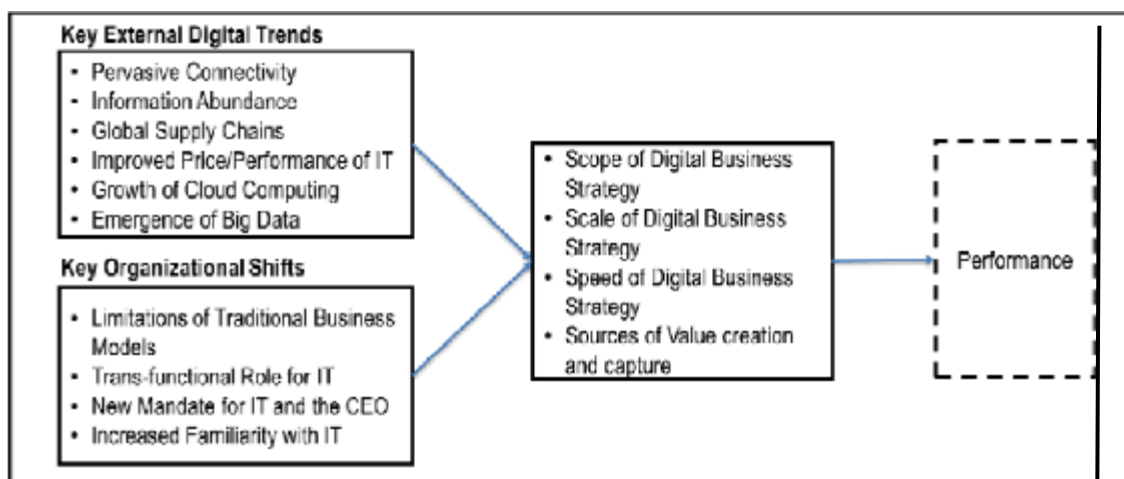 Key External Digital Trends
• Pervasive Connectivity
• Information Abundance
• Global Supply Chains
• Improved Price/Performance of IT
• Growth of Cloud Computing
• Emergence of Big Data
Key Organizational Shifts
• Limitations of Traditional Business
Models
• Trans-functional Role for IT
• New Mandate for IT and the CEO
• Increased Familiarity with IT
• Scope of Digital Business
Strategy
• Scale of Digital Business
Strategy
• Speed of Digital Business
Strategy
• Sources of Value creation
and capture
Performance